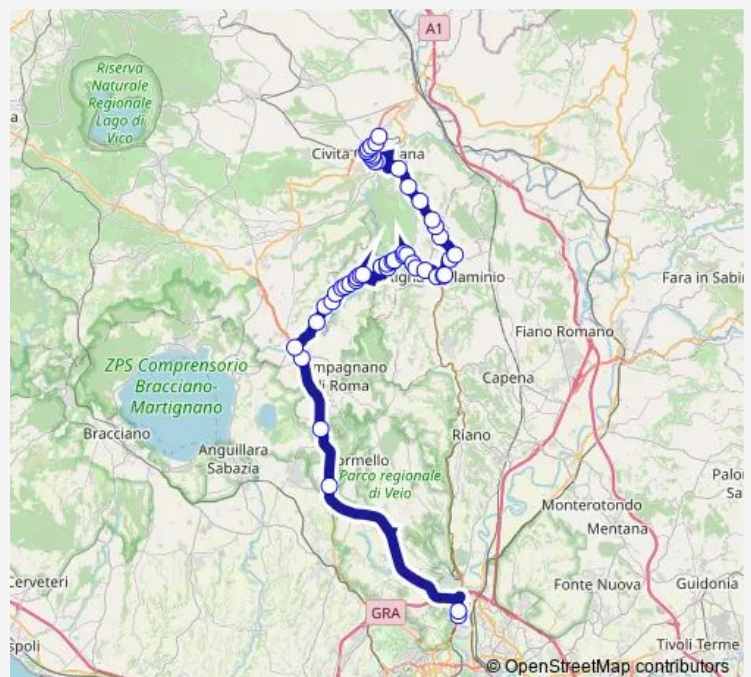 A1
Riserva
Naturale
Regionale
Lago di
Vico
Civita
ana
laminio
Fara in Sabi
Fiano Romano
ZPS Comprensorio
Bracciano-
Martignano
mpagnano
di Roma
Capena
Bracciano
Anguillara
Sabazia
Riano
ormello
Parco regionale
di Veio
Monterotondo
Mentana
Palo
Sa
Cerveteri
Fonte Nuova
Guidonia
GRA
spoli
Tivoli Terme
© OpenStreetMap contributors